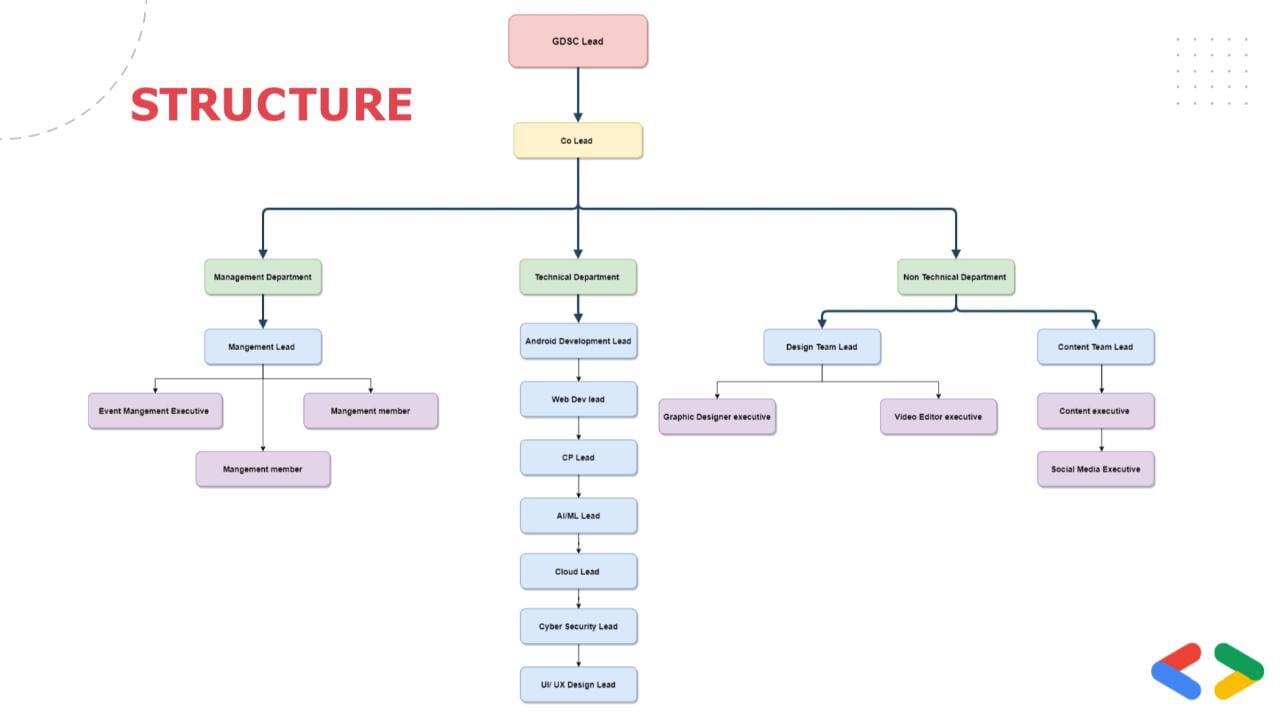 GDSC Lead
STRUCTURE
Co Lead
Management Department
Technical Department
Non Technical Department
Mangement Lead
Android Development Lead
Design Team Lead
Content Team Lead
Event Mangement Executive
Mangement member
Web Dev lead
Graphic Designer executive
Video Editor executive
Content executive
Mangement member
CP Lead
Social Media Executive
AI/ML Lead
Cloud Lead
Cyber Security Lead
UI/ UX Design Lead